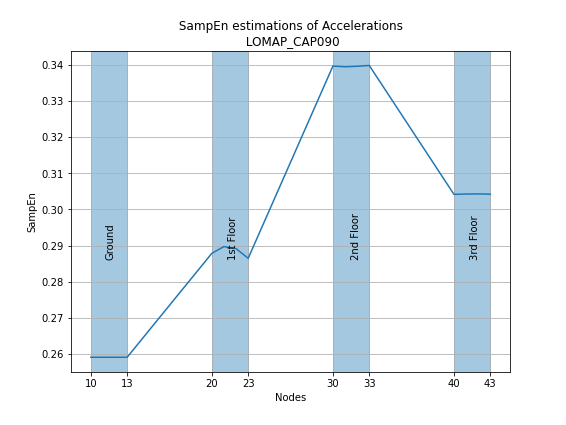 SampEn estimations of Accelerations
LOMAP_CAP090
SampEn
0.34
0.33
0.32
0.31
0.30
0.29
0.28
0.27
0.26
Ground
1st Floor
2nd Floor
3rd Floor
10 13 20 23 30 33 40 43
Nodes